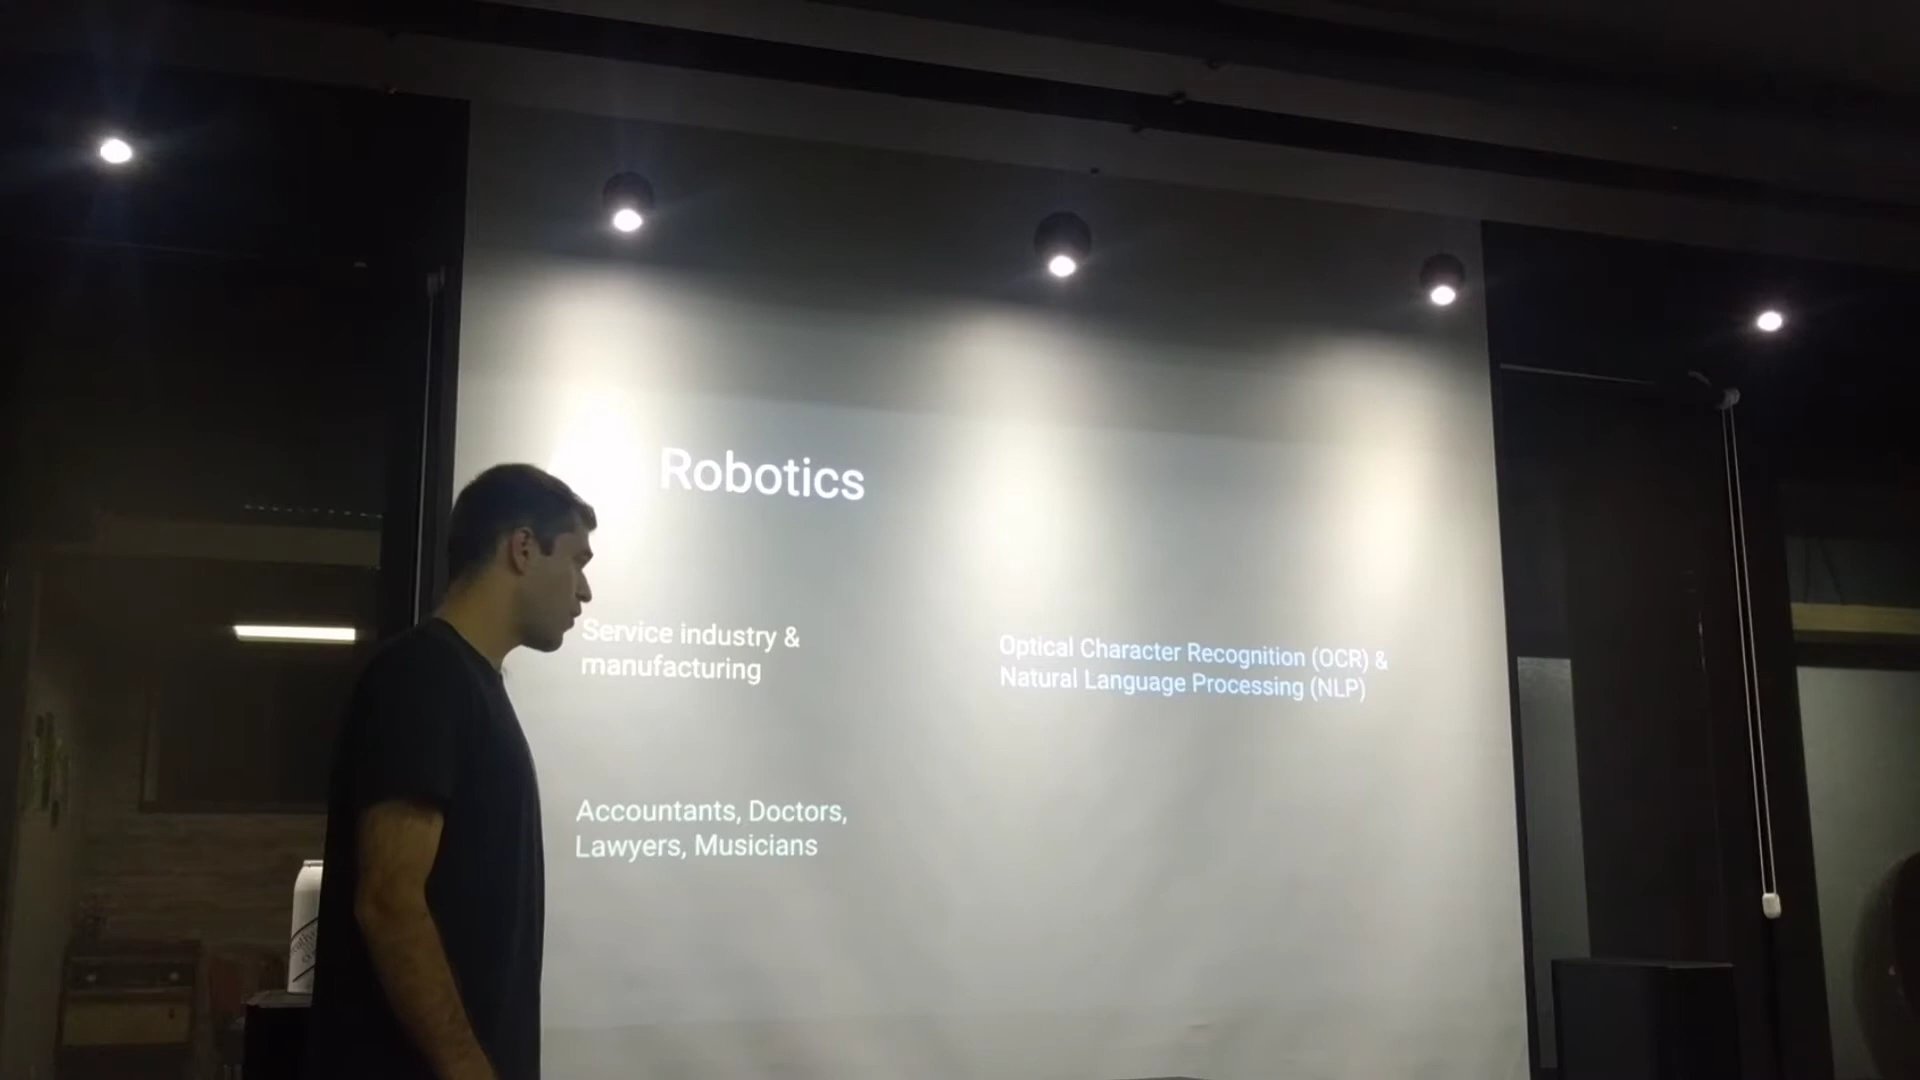 Robotics
Service industry &
manufacturing
Optical Character Recognition (OCR) &
Natural Language Processing (NLP)
Accountants, Doctors,
Lawyers, Musicians